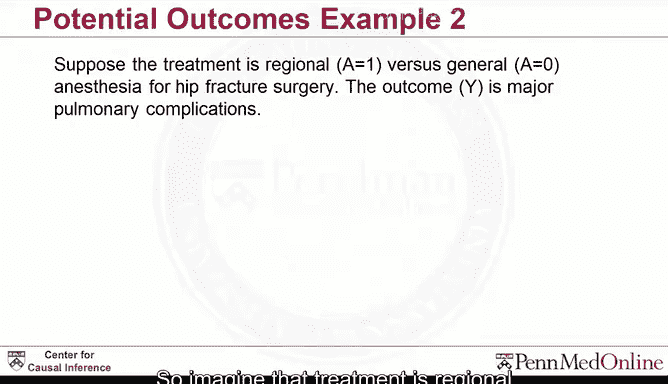 Potential Outcomes Example 2
Suppose the treatment is regional (A=1) versus general (A=0)
anesthesia for hip fracture surgery. The outcome (Y) is major
pulmonary complications.
Center for
Causal Inference
PennMedOnline
So imagine that treatment is regional